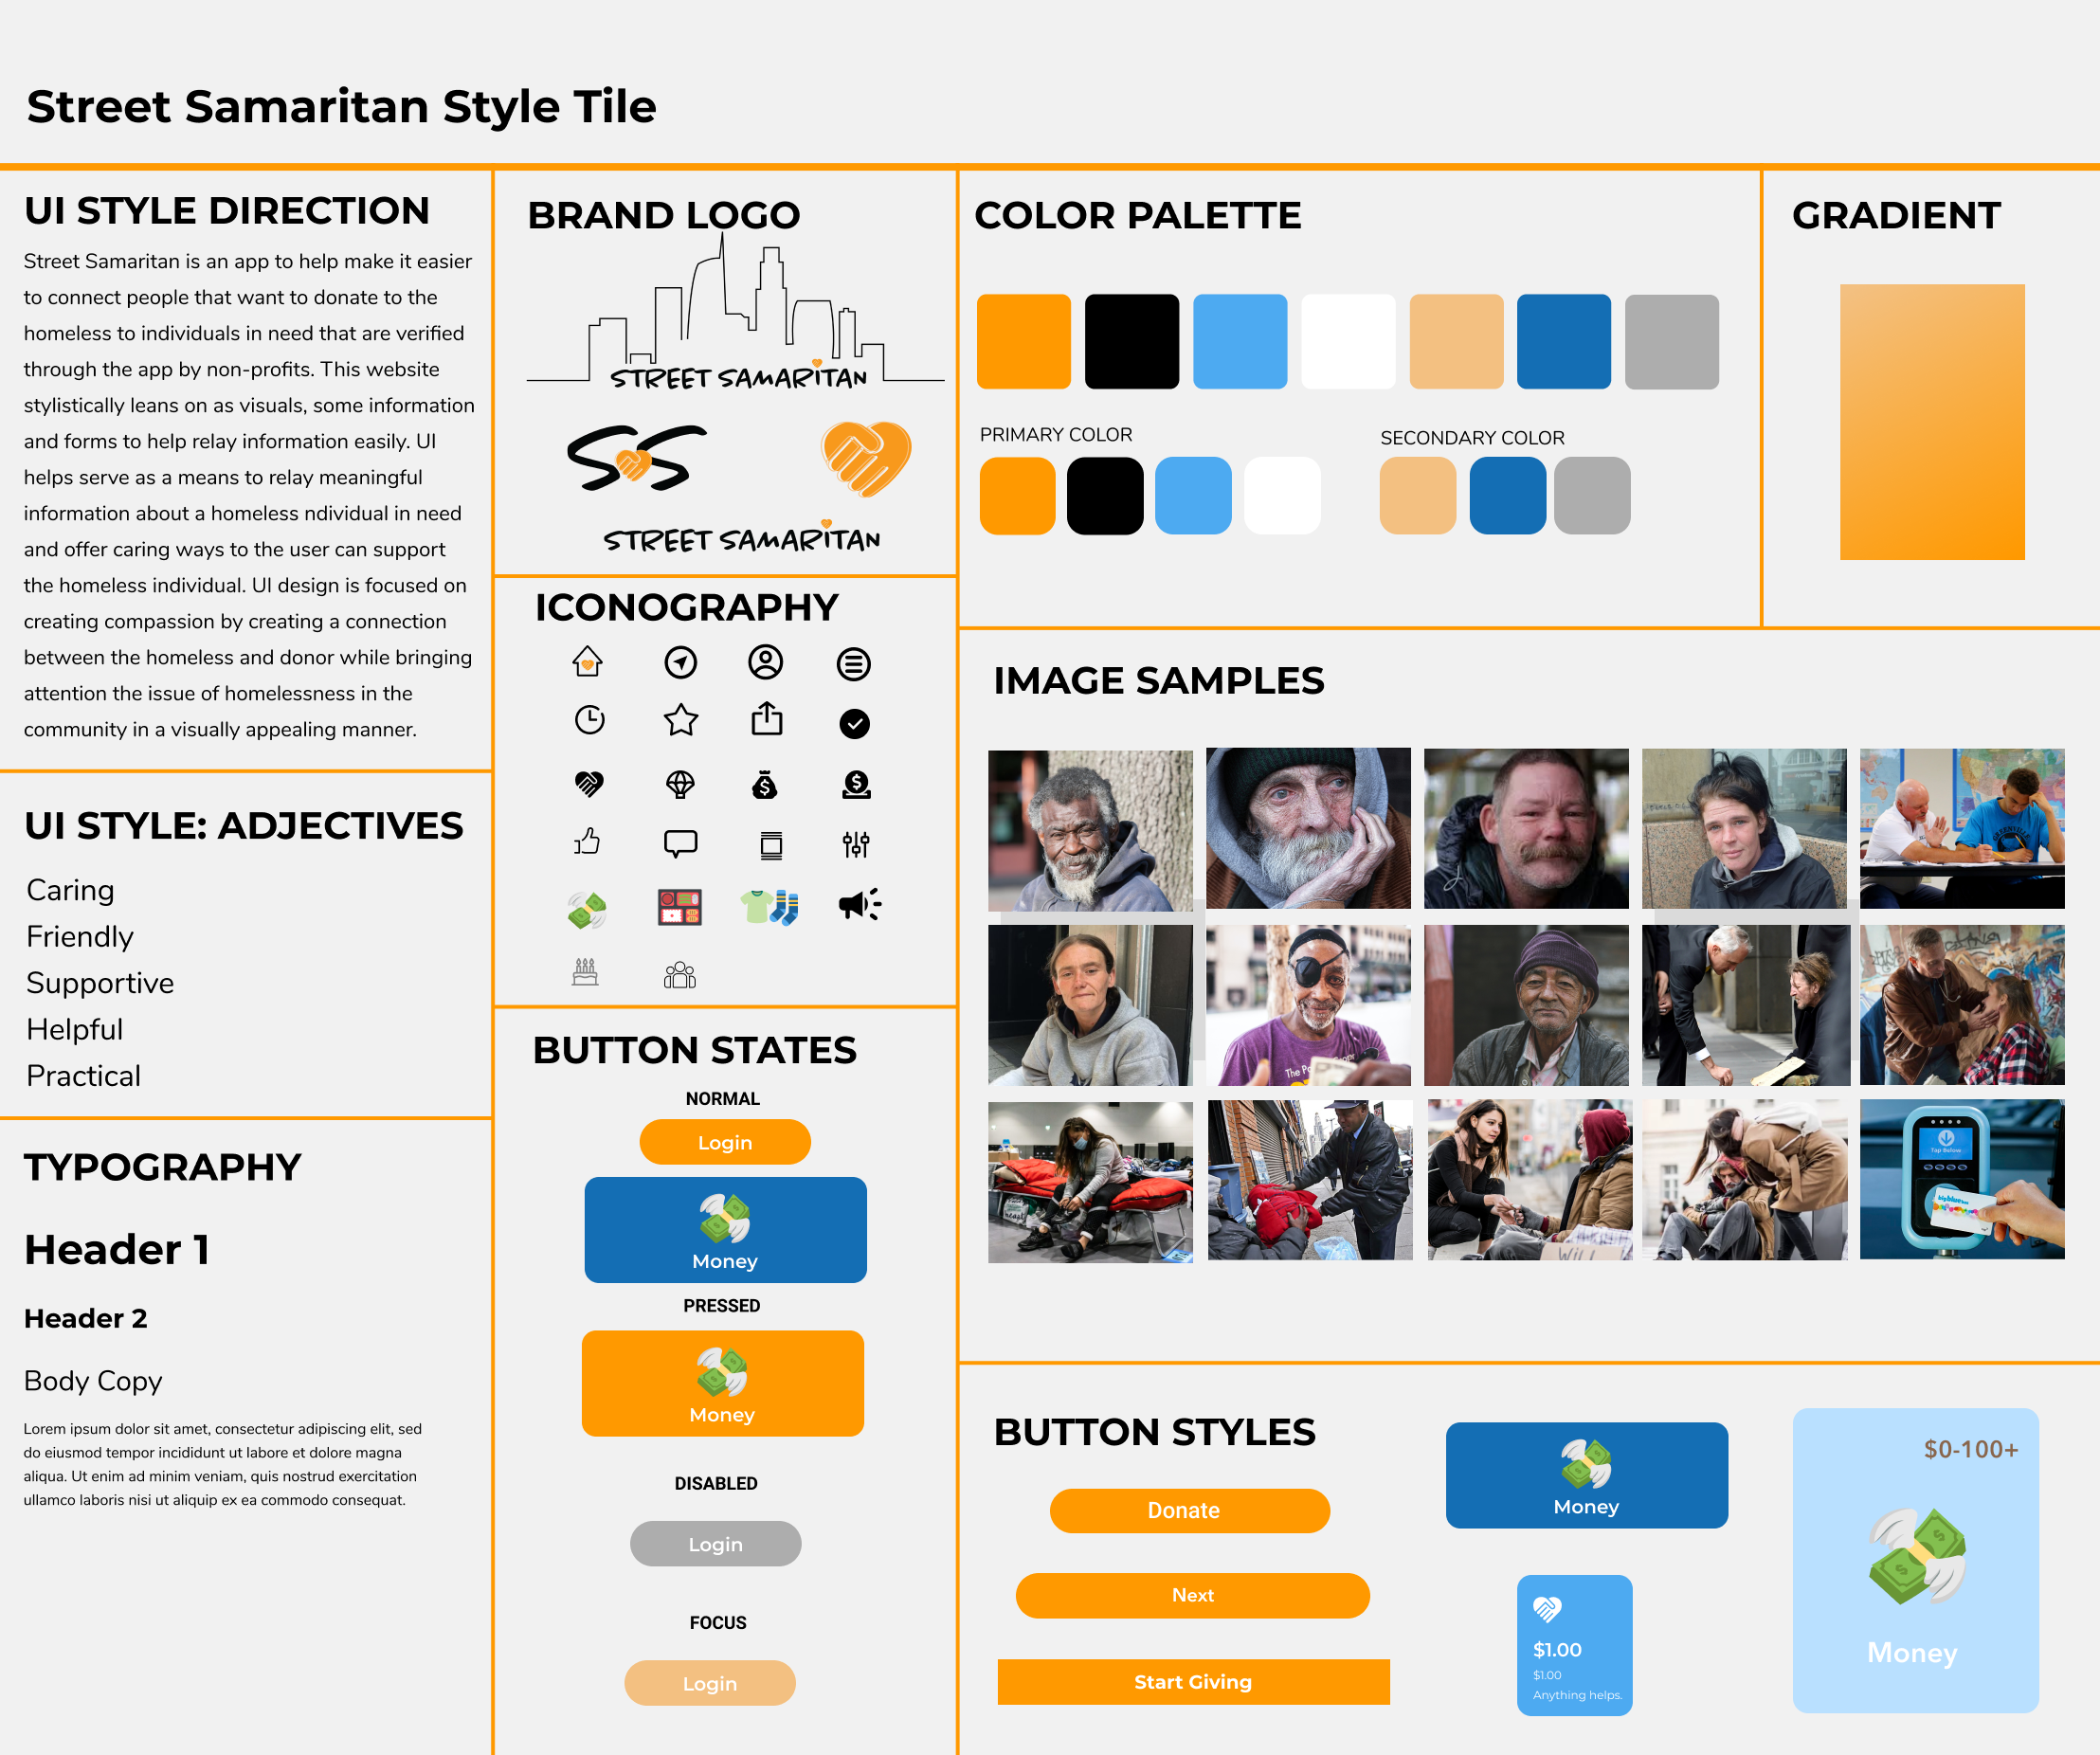 Street Samaritan Style Tile
UI STYLE DIRECTION
Street Samaritan is an app to help make it easier
to connect people that want to donate to the
homeless to individuals in need that are verified
through the app by non-profits. This website
stylistically leans on as visuals, some information
and forms to help relay information easily. UI
helps serve as a means to relay meaningful
information about a homeless ndividual in need
and offer caring ways to the user can support
the homeless individual. UI design is focused on
creating compassion by creating a connection
between the homeless and donor while bringing
attention the issue of homelessness in the
community in a visually appealing manner.
UI STYLE: ADJECTIVES
Caring
Friendly
Supportive
Helpful
Practical
TYPOGRAPHY
Header 1
Header 2
Body Copy
Lorem ipsum dolor sit amet, consectetur adipiscing elit, sed
do eiusmod tempor incididunt ut labore et dolore magna
aliqua. Ut enim ad minim veniam, quis nostrud exercitation
ullamco laboris nisi ut aliquip ex ea commodo consequat.
BRAND LOGO
STREET SAMARITAN
SS
STREET SAMARITAN
ICONOGRAPHY
BUTTON STATES
NORMAL
Login
Money
PRESSED
Money
DISABLED
Login
FOCUS
Login
COLOR PALETTE
PRIMARY COLOR
SECONDARY COLOR
GRADIENT
IMAGE SAMPLES
The
Tap Below
WILL
BUTTON STYLES
Donate
Next
Start Giving
Money
$1.00
$1.00
Anything helps.
$0-100+
Money